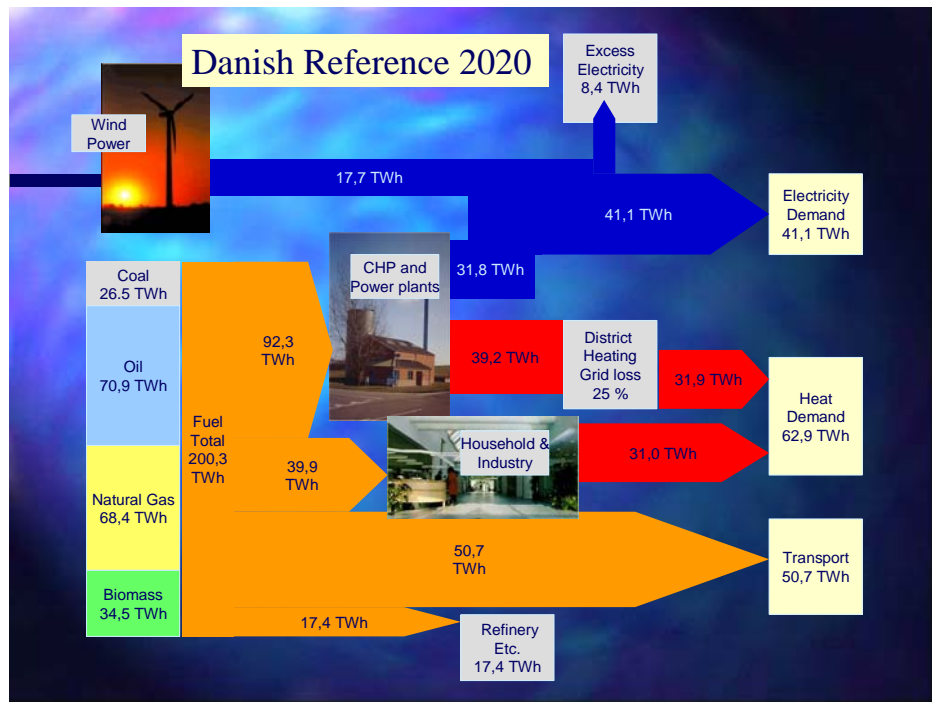 Danish Reference 2020
Excess
Electricity
8,4 TWh
Wind
Power
17,7 TWh
41,1 TWh
Electricity
Demand
41,1 TWh
CHP and
Power plants
31,8 TWh
Coal
26.5 TWh
92,3
TWh
39,2 TWh
District
Heating
Grid loss
25 %
31,9 TWh
Oil
70,9 TWh
Heat
Demand
62,9 TWh
Fuel
Total
200,3
TWh
Household &
Industry
31,0 TWh
39,9
TWh
Natural Gas
68,4 TWh
50,7
TWh
Transport
50,7 TWh
Biomass
34,5 TWh
17,4 TWh
Refinery
Etc.
17,4 TWh